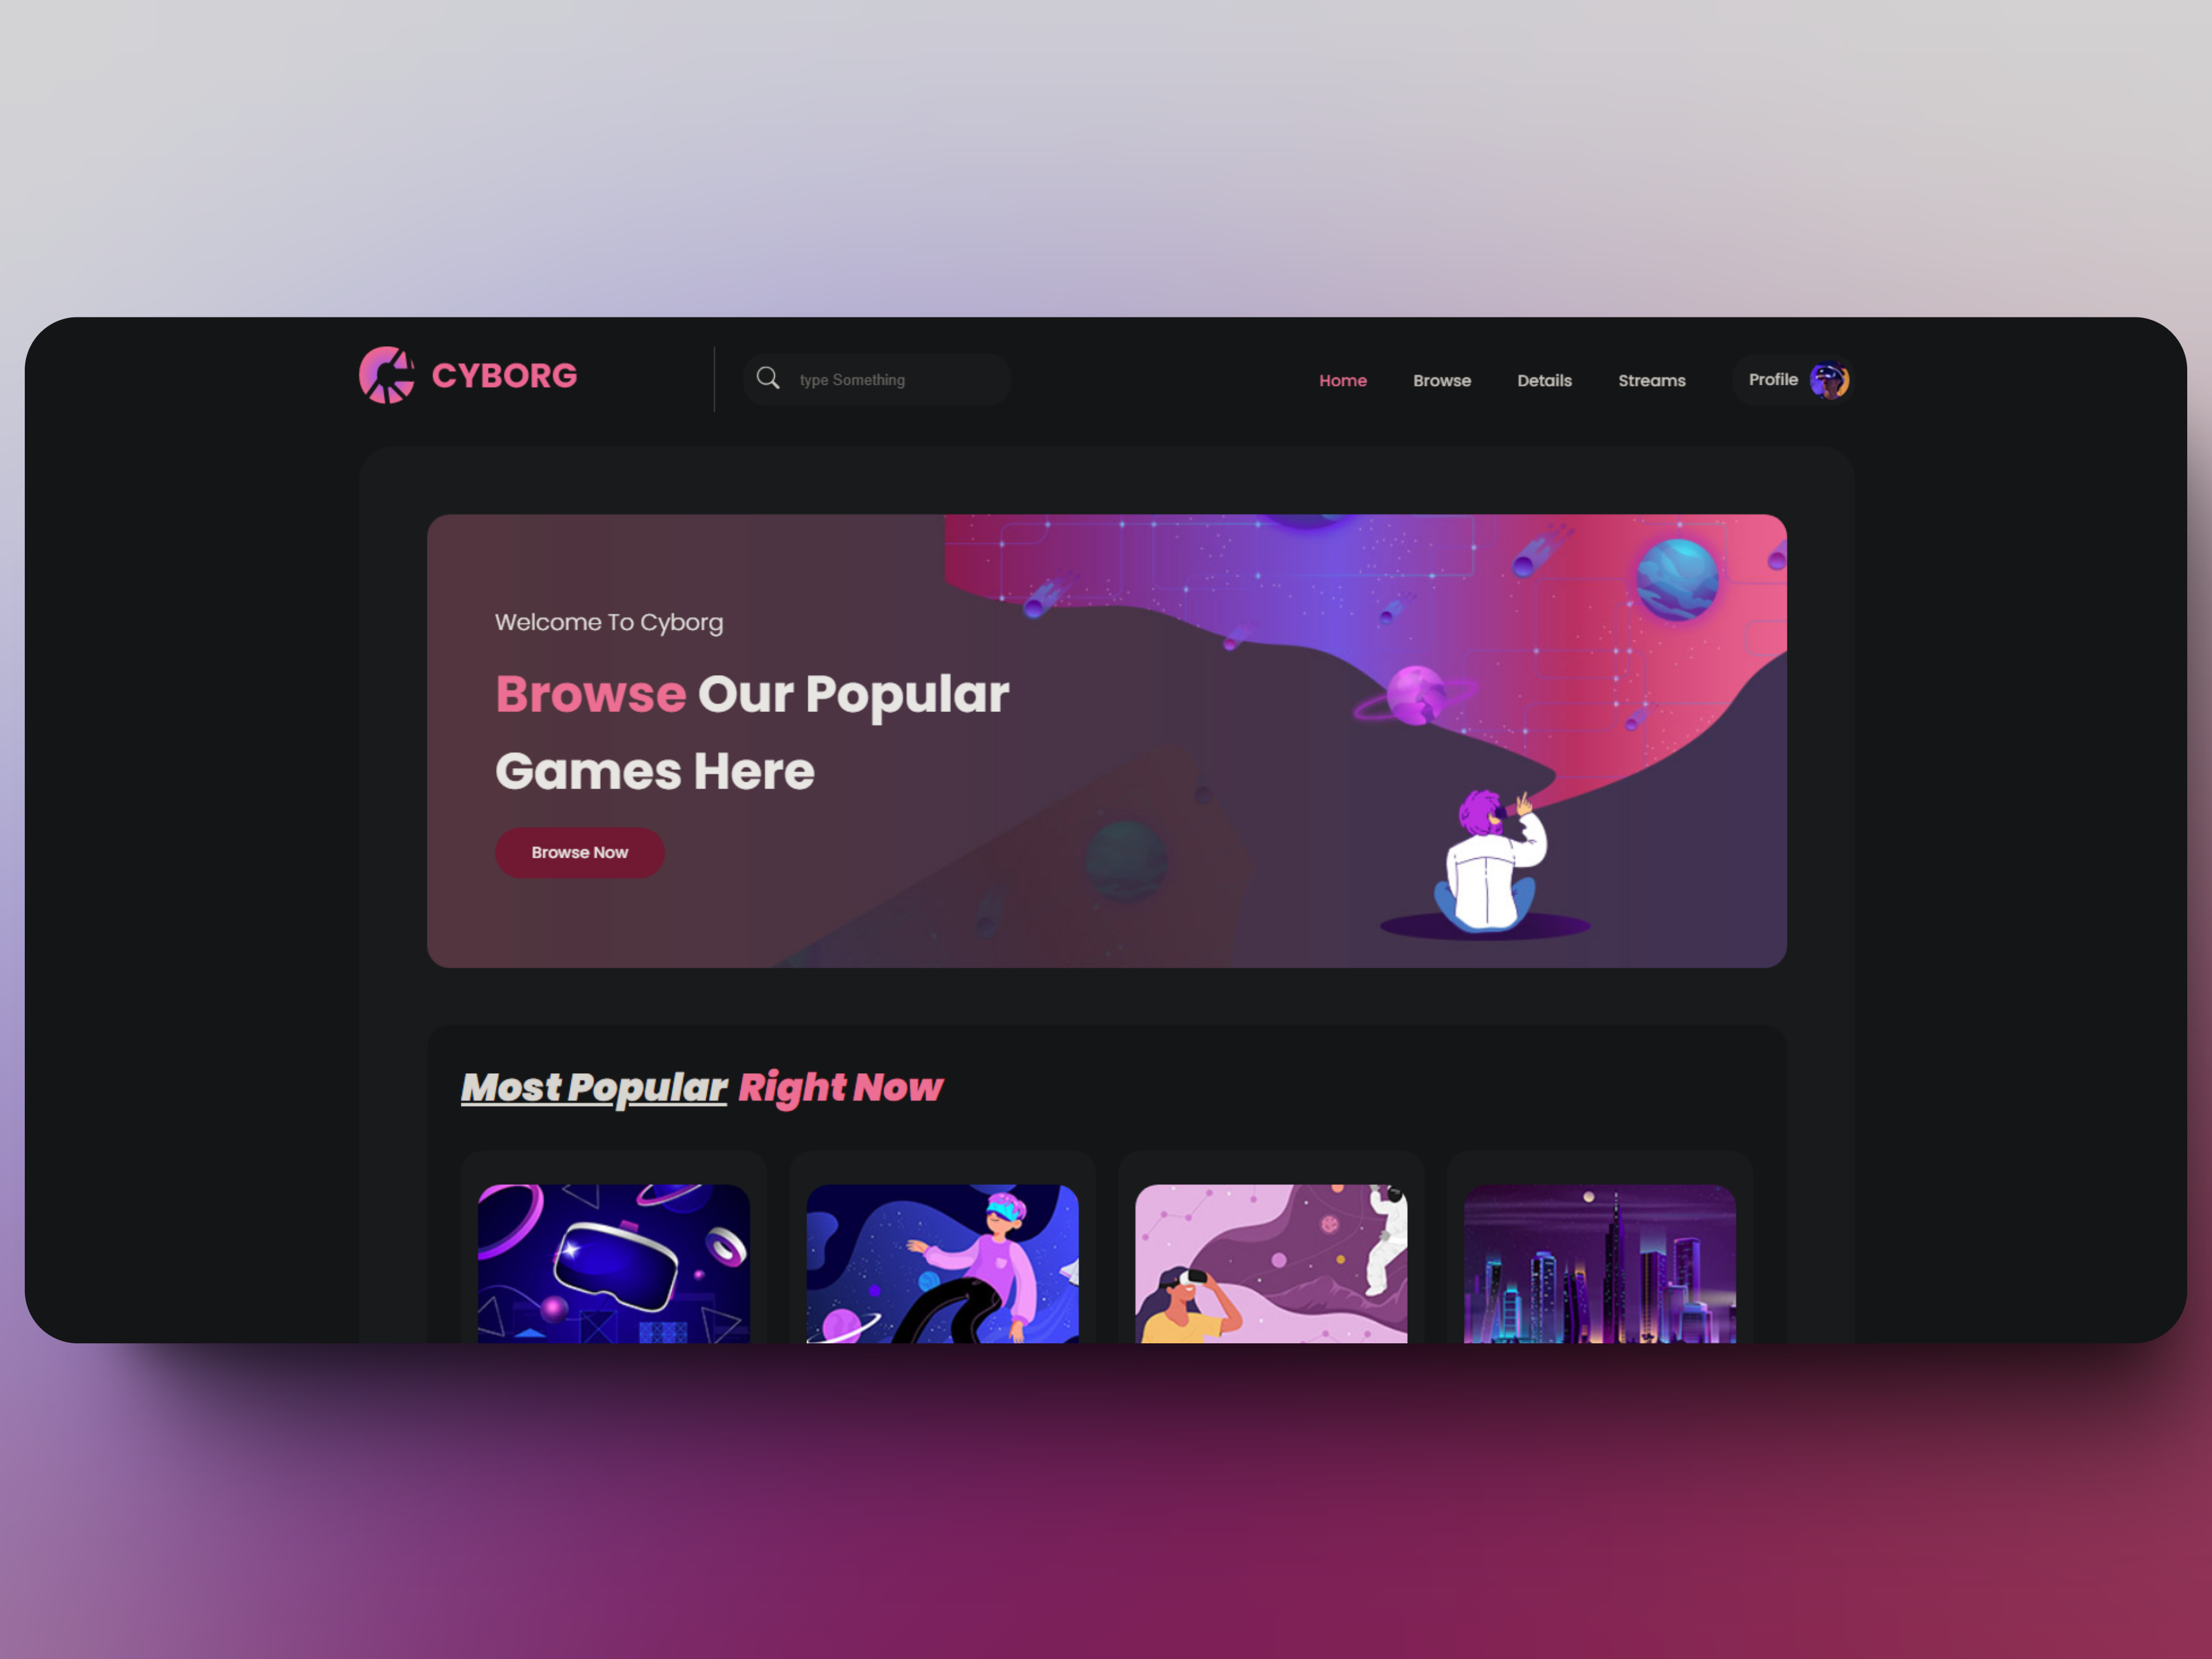 CYBORG
type Something
Home
Browse
Details
Streams
Profile
Welcome To Cyborg
Browse Our Popular
Games Here
Browse Now
Most Popular Right Now